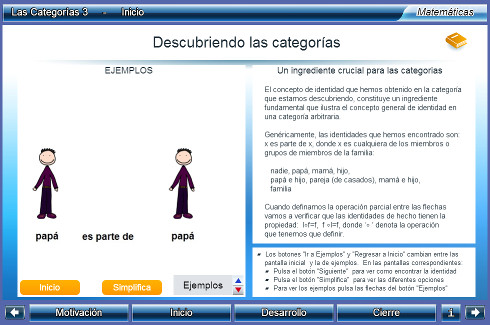 Las Categorías 3 - Inicio
Matemáticas
Descubriendo las categorías
EJEMPLOS
papá es parte de papá
Inicio
Simplifica
Ejemplos
Un ingrediente crucial para las categorias
El concepto de identidad que hemos obtenido en la categoría
que estamos descubriendo, constituye un ingrediente
fundamental que ilustra el concepto general de identidad en
una categoría arbitraria.
Genéricamente, las identidades que hemos encontrado son:
x es parte de x, donde x es cualquiera de los miembros o
grupos de miembros de la familia:
nadie, papá, mamá, hijo,
papá e hijo, pareja (de casados), mamá e hijo,
familia
Cuando definamos la operación parcial entre las flechas
vamos a verificar que las identidades de hecho tienen la
propiedad: donde '∘' denota la operación
que tenemos que definir.
Los botones "Ir a Ejemplos" y "Regresar a Inicio" cambian entre las
pantalla inicial y la de ejemplos. En las pantallas correspondientes:
Pulsa el botón "Siguiente" para ver como encontrar la identidad
Pulsa el botón "Simplifica" para ver las diferentes opciones
Para ver los ejemplos pulsa las flechas del botón "Ejemplos"
Motivación
Inicio
Desarrollo
Cierre
i